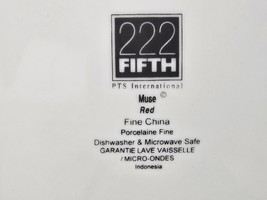 222
FIFTH
PTS International
Muse ©
Red
Fine China
Porcelaine Fine
Dishwasher & Microwave Safe
GARANTIE LAVE VAISSELLE
/ MICRO-ONDES
Indonesia